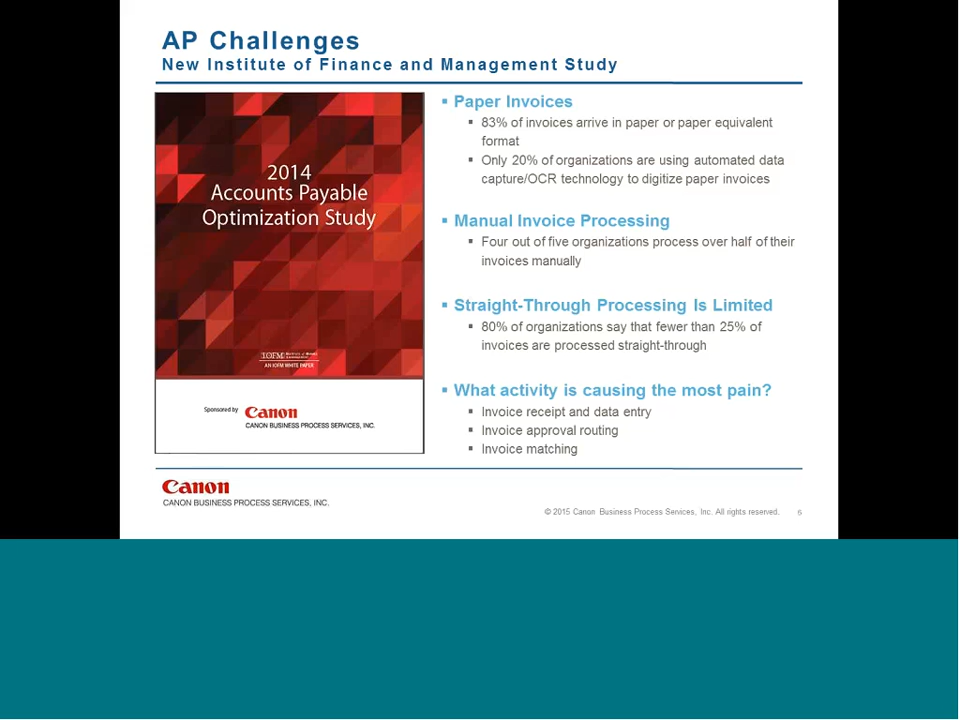 AP Challenges
New Institute of Finance and Management Study
2014
Accounts Payable
Optimization Study
IOFM
AN IOFM WHITE PAPER
Sponsored by Canon
CANON BUSINESS PROCESS SERVICES, INC.
▪ Paper Invoices
▪ 83% of invoices arrive in paper or paper equivalent
format
▪ Only 20% of organizations are using automated data
capture/OCR technology to digitize paper invoices
▪ Manual Invoice Processing
▪ Four out of five organizations process over half of their
invoices manually
▪ Straight-Through Processing Is Limited
▪ 80% of organizations say that fewer than 25% of
invoices are processed straight-through
▪ What activity is causing the most pain?
▪ Invoice receipt and data entry
▪ Invoice approval routing
▪ Invoice matching
Canon
CANON BUSINESS PROCESS SERVICES, INC.
© 2015 Canon Business Process Services, Inc. All rights reserved. 6